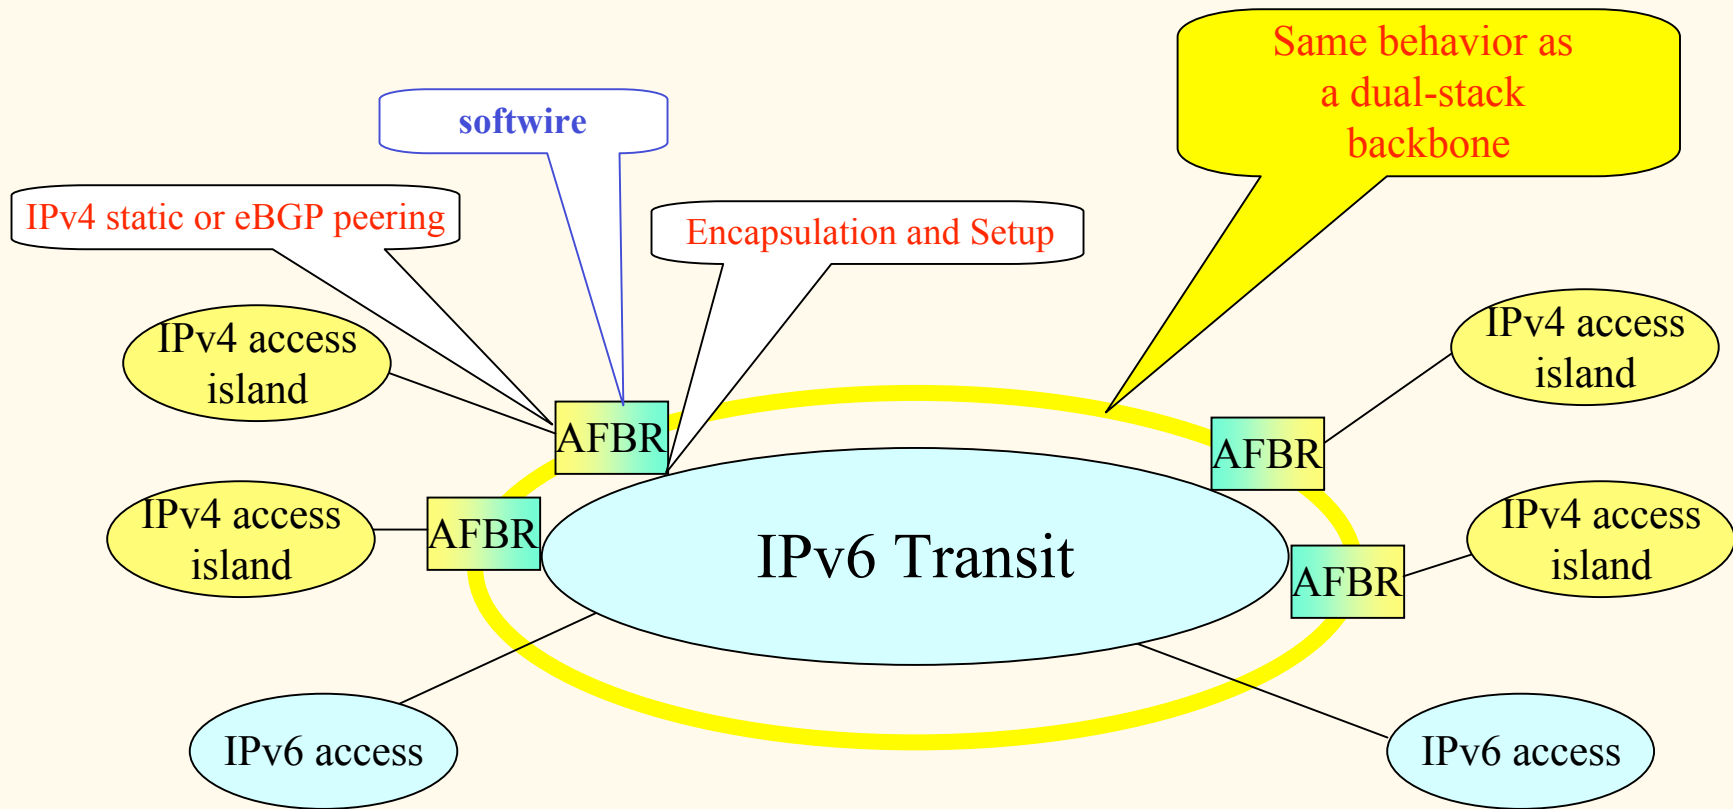 Same behavior as
a dual-stack
backbone
softwire
IPv4 static or eBGP peering
Encapsulation and Setup
IPv4 access
island
IPv4 access
island
AFBR
AFBR
IPv4 access
island
AFBR
IPv4 access
island
AFBR
IPv6 Transit
IPv6 access
IPv6 access